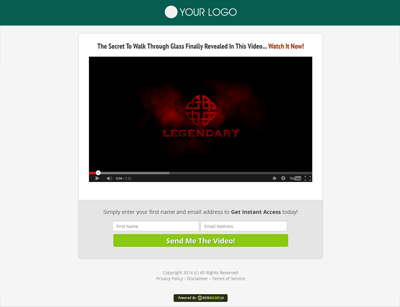 YOUR LOGO
The Secret To Walk Through Glass Finally Revealed In This Video... Watch It Now!
LEGENDARY
0:04 / 2:20
YouTube
Simply enter your first name and email address to Get Instant Access today!
First Name
Email Address
Send Me The Video!
Copyright 2014 (c) All Rights Reserved
Privacy Policy - Disclaimer - Terms of Service
Powered By